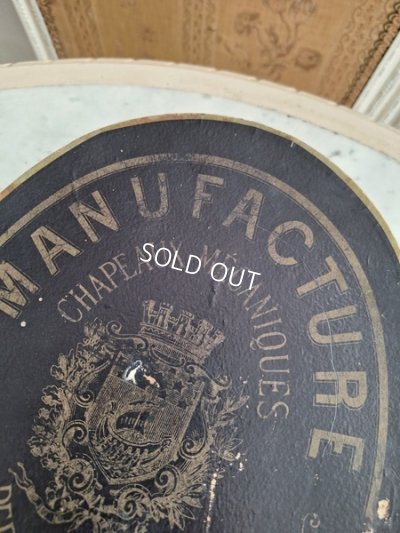 MANUFACTURE
CHAPEAUX MÉCANIQUES
SOLD OUT